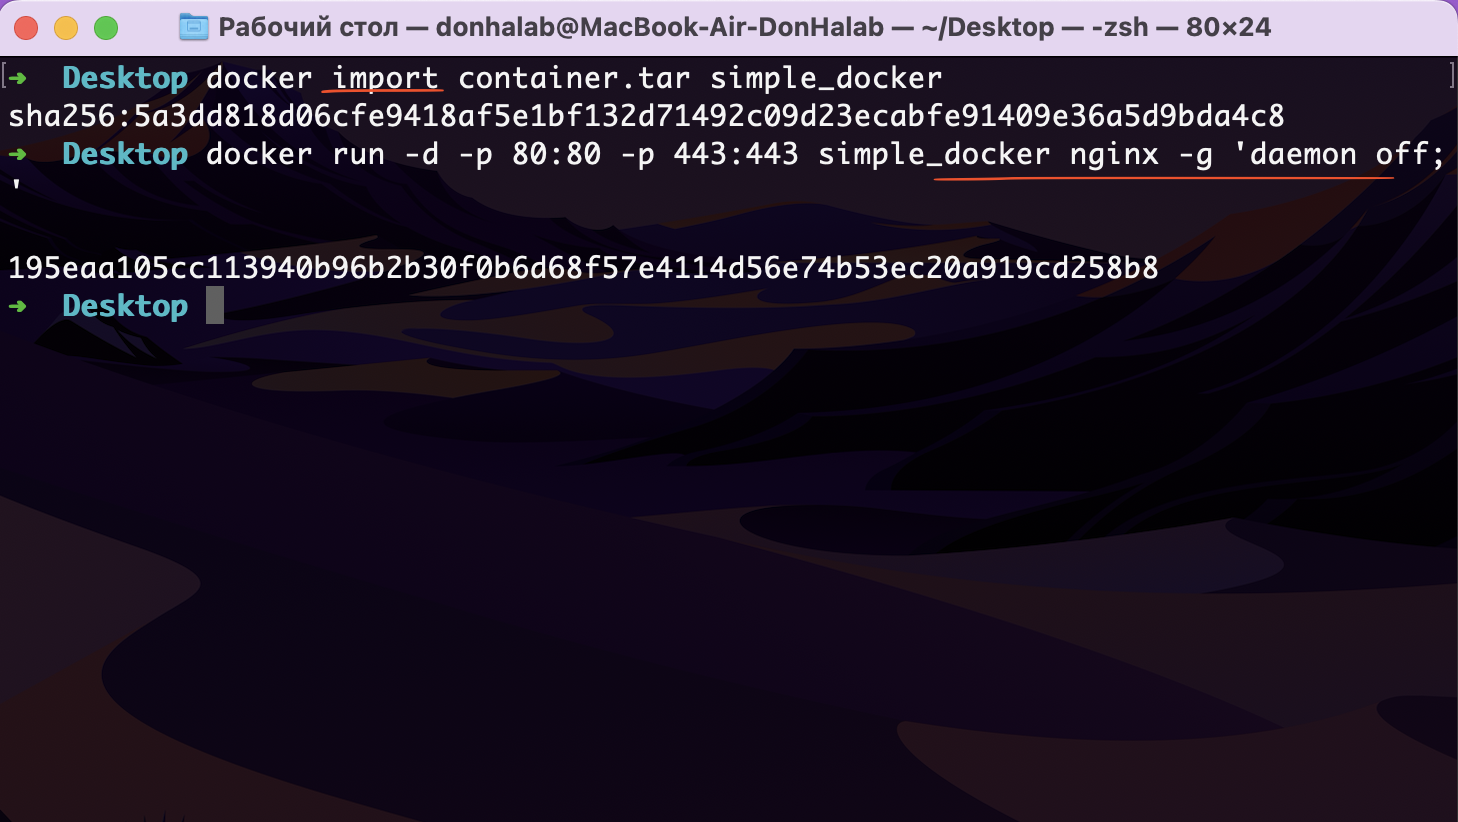 Рабочий стол — donhalab@MacBook-Air-DonHalab — ~/Desktop — -zsh — 80×24
[➜  Desktop docker import container.tar simple_docker ]
sha256:5a3dd818d06cfe9418af5e1bf132d71492c09d23ecabfe91409e36a5d9bda4c8
➜  Desktop docker run -d -p 80:80 -p 443:443 simple_docker nginx -g 'daemon off;
'
195eaa105cc113940b96b2b30f0b6d68f57e4114d56e74b53ec20a919cd258b8
➜  Desktop